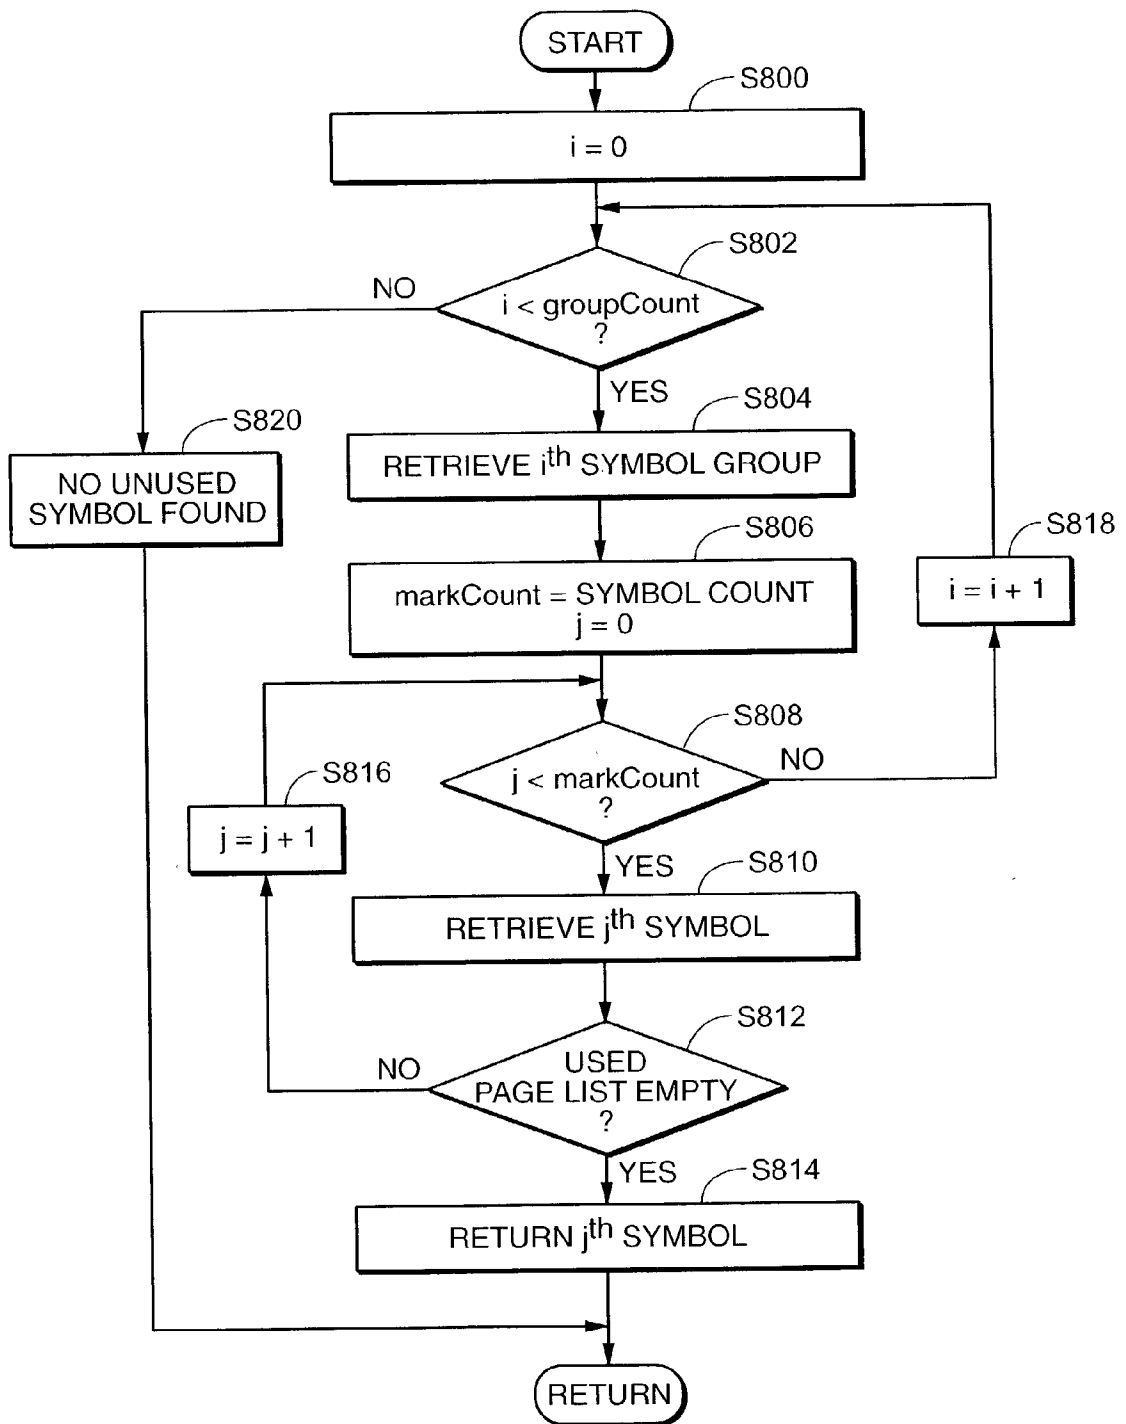 START
S800
i = 0
S802
NO
i < groupCount
?
YES
S804
S820
RETRIEVE ith SYMBOL GROUP
NO UNUSED
SYMBOL FOUND
S806
S818
markCount = SYMBOL COUNT
j = 0
i = i + 1
S808
NO
j < markCount
?
S816
j = j + 1
YES
S810
RETRIEVE jth SYMBOL
S812
NO
USED
PAGE LIST EMPTY
?
YES
S814
RETURN jth SYMBOL
RETURN